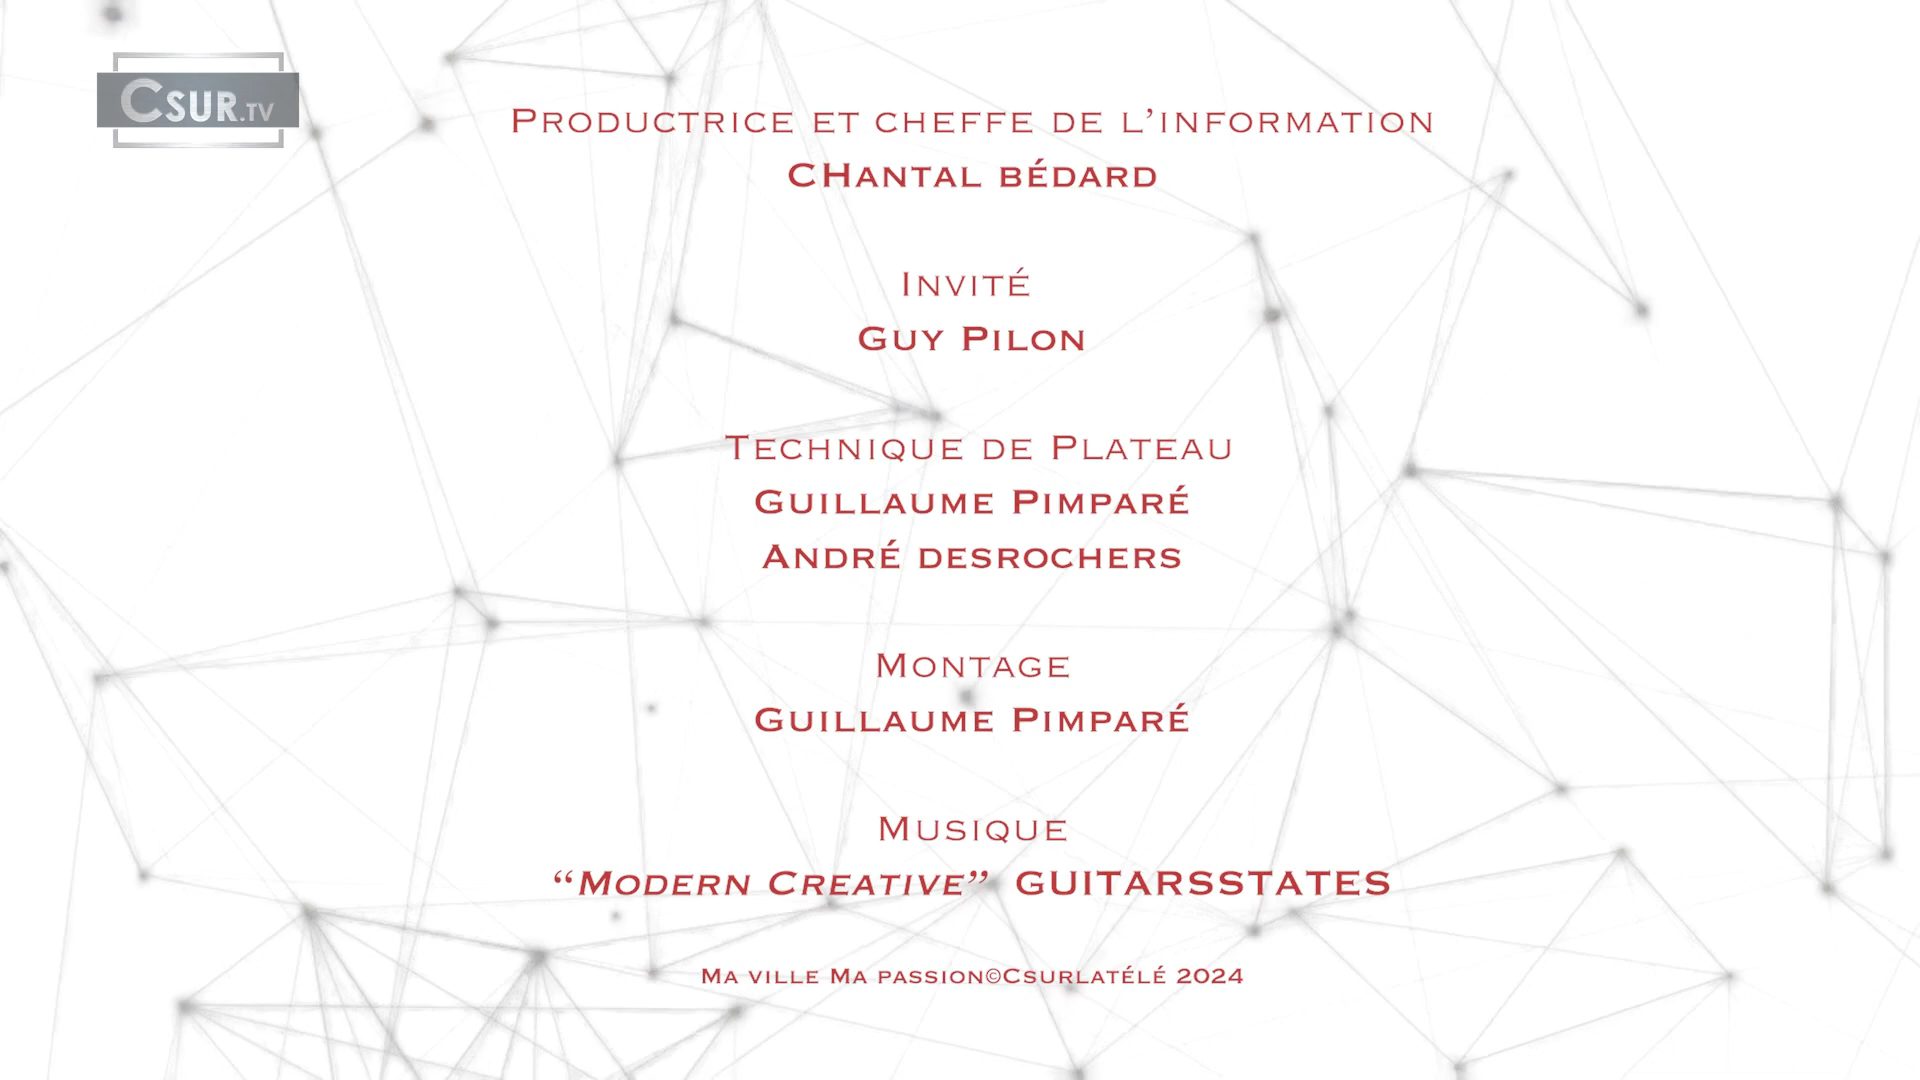 CSUR.TV
PRODUCTRICE ET CHEFFE DE L’INFORMATION
CHANTAL BÉDARD
INVITÉ
GUY PILON
TECHNIQUE DE PLATEAU
GUILLAUME PIMPARÉ
ANDRÉ DESROCHERS
MONTAGE
GUILLAUME PIMPARÉ
MUSIQUE
“MODERN CREATIVE” GUITARSSTATES
MA VILLE MA PASSION©CSURLATÉLÉ 2024